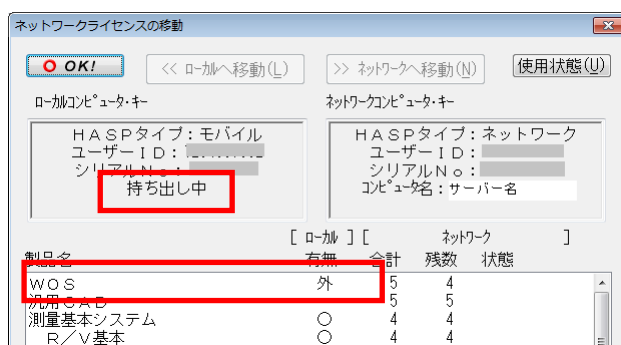 ネットワークライセンスの移動
O OK!
<< ローカルへ移動(L)
>> ネットワークへ移動(N)
使用状態(U)
ローカルコンピュータ・キー
ネットワークコンピュータ・キー
HASPタイプ:モバイル
ユーザーID:
シリアルNo:
持ち出し中
HASPタイプ:ネットワーク
ユーザーID:
シリアルNo:
コンピュータ名:サーバー名
[ ローカル ] [ ネットワーク ]
製品名 有無 合計 残数 状態
WOS 外 5 4
汎用CAD 5 5
測量基本システム ○ 4 4
R/V基本 ○ 4 4